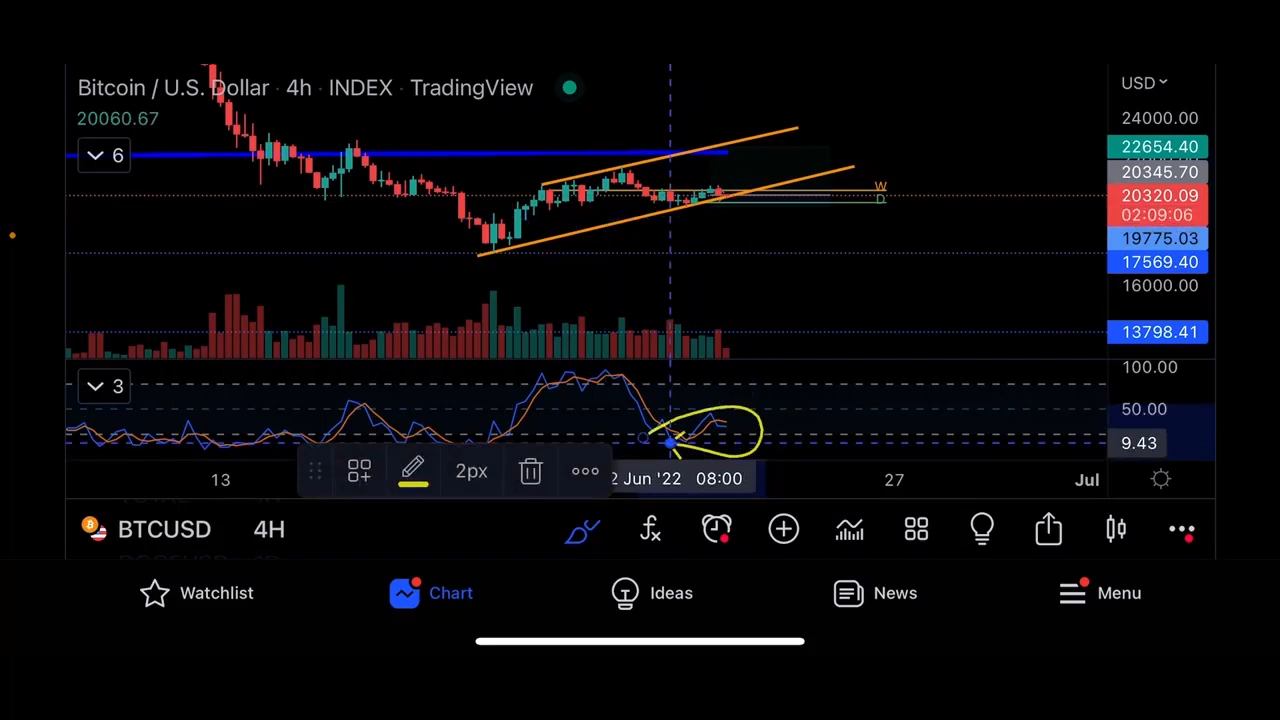 Bitcoin / U.S. Dollar · 4h · INDEX · TradingView
20060.67
6
USD
24000.00
22654.40
20345.70
20320.09
02:09:06
19775.03
17569.40
16000.00
13798.41
W
D
3
100.00
50.00
9.43
2px
13
2 Jun '22 08:00
27
Jul
BTCUSD 4H
Watchlist
Chart
Ideas
News
Menu